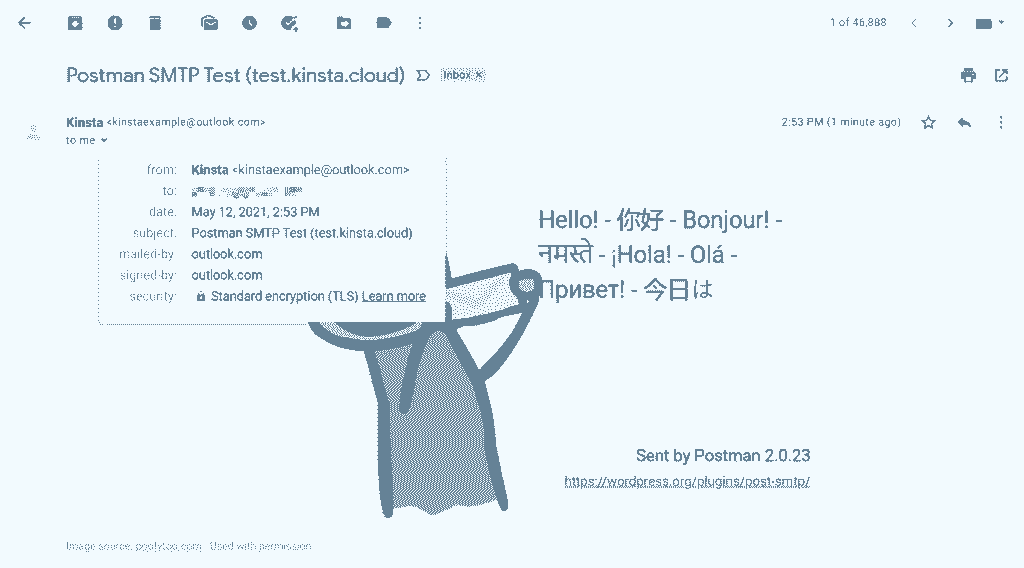 1 of 46,888
Postman SMTP Test (test.kinsta.cloud)
Inbox ×
Kinsta <kinstaexample@outlook.com>
2:53 PM (1 minute ago)
to me
from: Kinsta <kinstaexample@outlook.com>
to:
date: May 12, 2021, 2:53 PM
subject: Postman SMTP Test (test.kinsta.cloud)
mailed-by: outlook.com
signed-by: outlook.com
security: Standard encryption (TLS) Learn more
Hello! - 你好 - Bonjour! -
नमस्ते - ¡Hola! - Olá -
Привет! - 今日は
Sent by Postman 2.0.23
https://wordpress.org/plugins/post-smtp/
Image source: poolytoo.com Used with permission